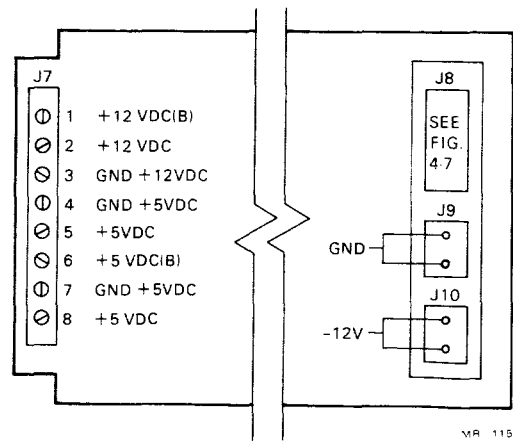 J7
1 +12 VDC(B)
2 +12 VDC
3 GND +12VDC
4 GND +5VDC
5 +5VDC
6 +5 VDC(B)
7 GND +5VDC
8 +5 VDC
J8
SEE
FIG.
4-7
J9
GND
J10
-12V
MR 115